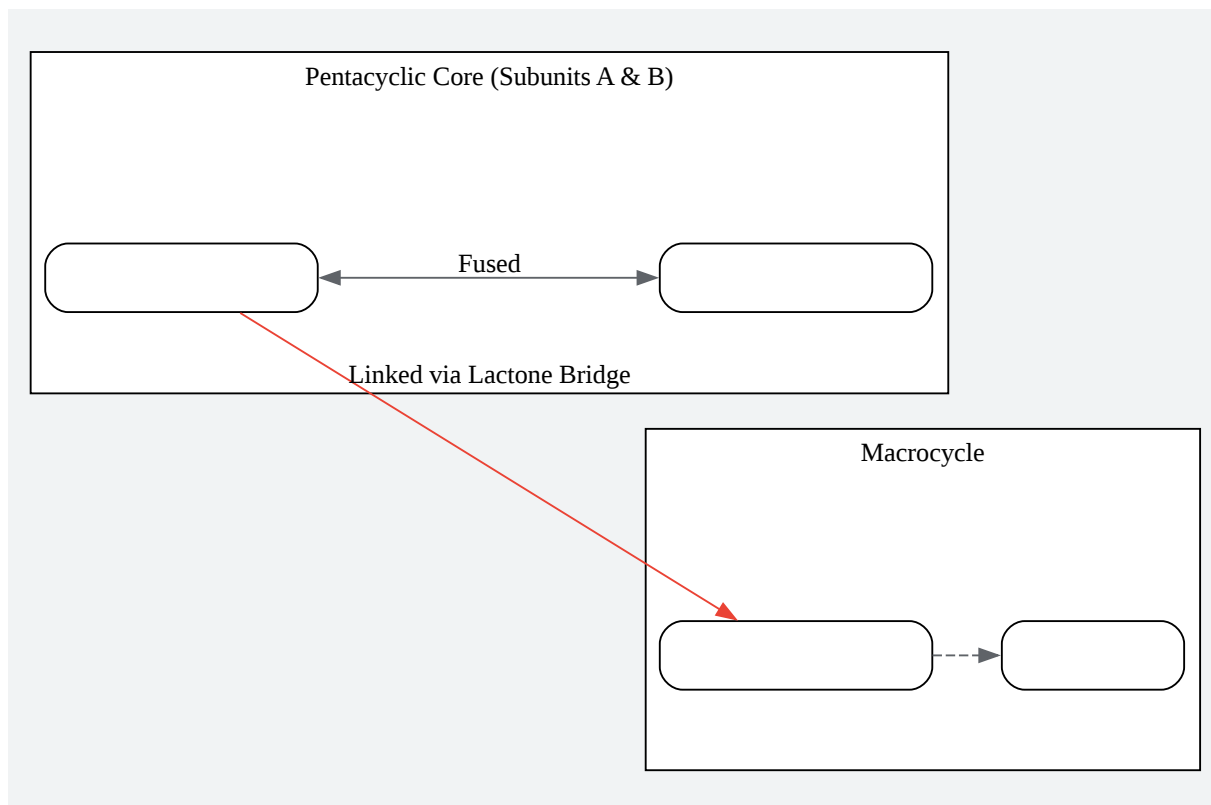 Pentacyclic Core (Subunits A & B)
Fused
Linked via Lactone Bridge
Macrocycle